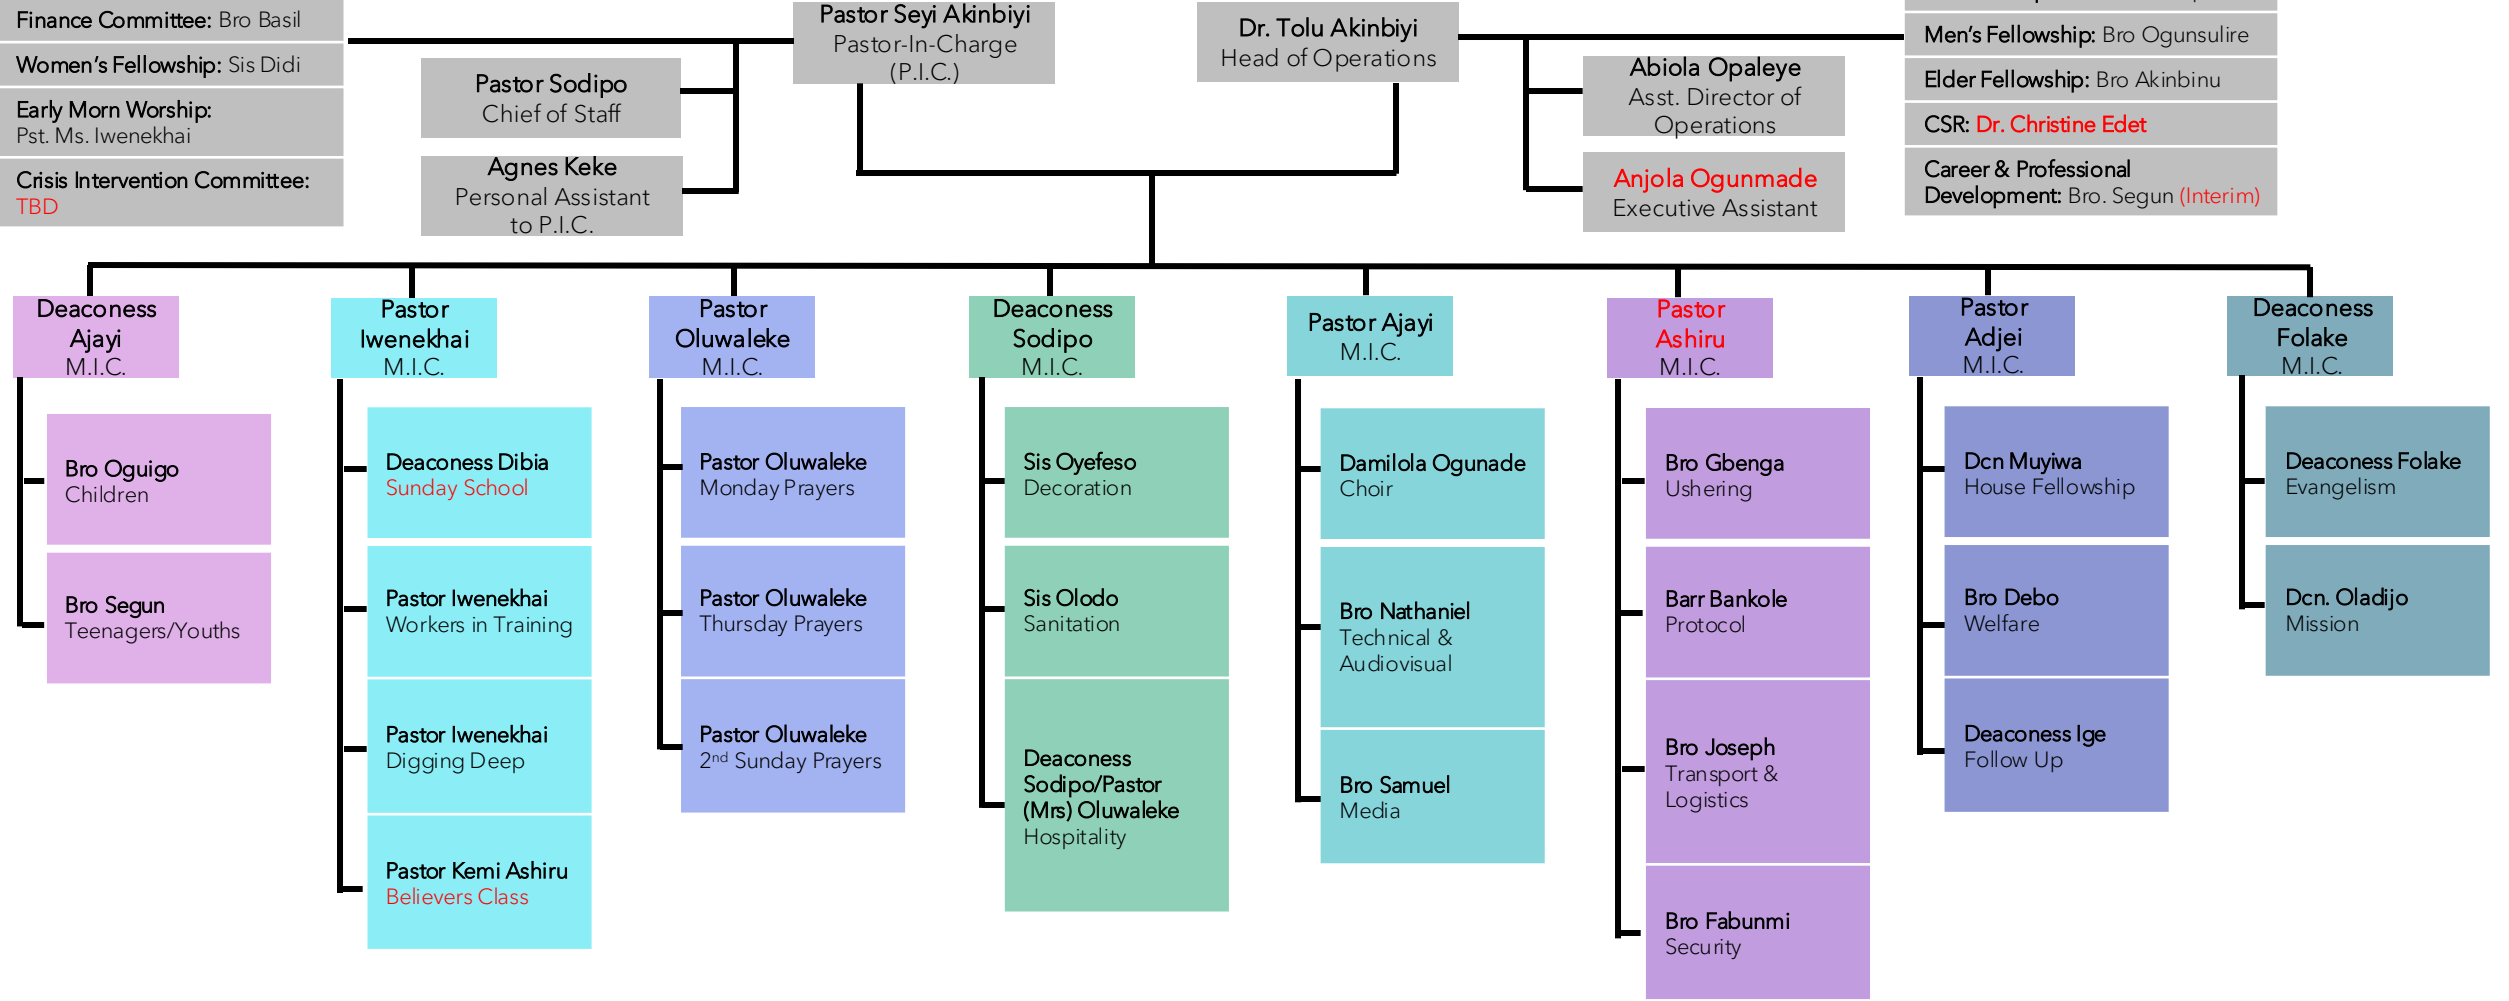 Finance Committee: Bro Basil
Women's Fellowship: Sis Didi
Early Morn Worship:
Pst. Ms. Iwenekhai
Crisis Intervention Committee:
TBD
Pastor Sodipo
Chief of Staff
Agnes Keke
Personal Assistant
to P.I.C.
Pastor Seyi Akinbiyi
Pastor-In-Charge
(P.I.C.)
Dr. Tolu Akinbiyi
Head of Operations
Abiola Opaleye
Asst. Director of
Operations
Anjola Ogunmade
Executive Assistant
Men's Fellowship: Bro Ogunsulire
Elder Fellowship: Bro Akinbinu
CSR: Dr. Christine Edet
Career & Professional
Development: Bro. Segun (Interim)
Deaconess
Ajayi
M.I.C.
Bro Oguigo
Children
Bro Segun
Teenagers/Youths
Pastor
Iwenekhai
M.I.C.
Deaconess Dibia
Sunday School
Pastor Iwenekhai
Workers in Training
Pastor Iwenekhai
Digging Deep
Pastor Kemi Ashiru
Believers Class
Pastor
Oluwaleke
M.I.C.
Pastor Oluwaleke
Monday Prayers
Pastor Oluwaleke
Thursday Prayers
Pastor Oluwaleke
2nd Sunday Prayers
Deaconess
Sodipo
M.I.C.
Sis Oyefeso
Decoration
Sis Olodo
Sanitation
Deaconess
Sodipo/Pastor
(Mrs) Oluwaleke
Hospitality
Pastor Ajayi
M.I.C.
Damilola Ogunade
Choir
Bro Nathaniel
Technical &
Audiovisual
Bro Samuel
Media
Pastor
Ashiru
M.I.C.
Bro Gbenga
Ushering
Barr Bankole
Protocol
Bro Joseph
Transport &
Logistics
Bro Fabunmi
Security
Pastor
Adjei
M.I.C.
Dcn Muyiwa
House Fellowship
Bro Debo
Welfare
Deaconess Ige
Follow Up
Deaconess
Folake
M.I.C.
Deaconess Folake
Evangelism
Dcn. Oladijo
Mission